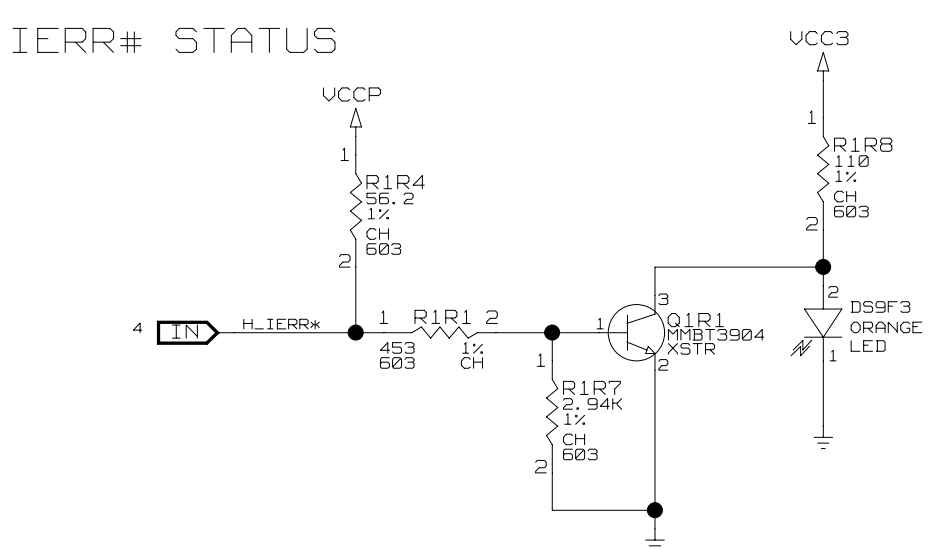 IERR# STATUS
VCC3
VCCP
1
R1R8
110
1%
CH
603
2
1
R1R4
56.2
1%
CH
603
2
4
IN
H_IERR*
1
R1R1
2
453
603
1%
CH
1
3
Q1R1
MMBT3904
XSTR
2
2
DS9F3
ORANGE
LED
1
1
R1R7
2.94K
1%
CH
603
2